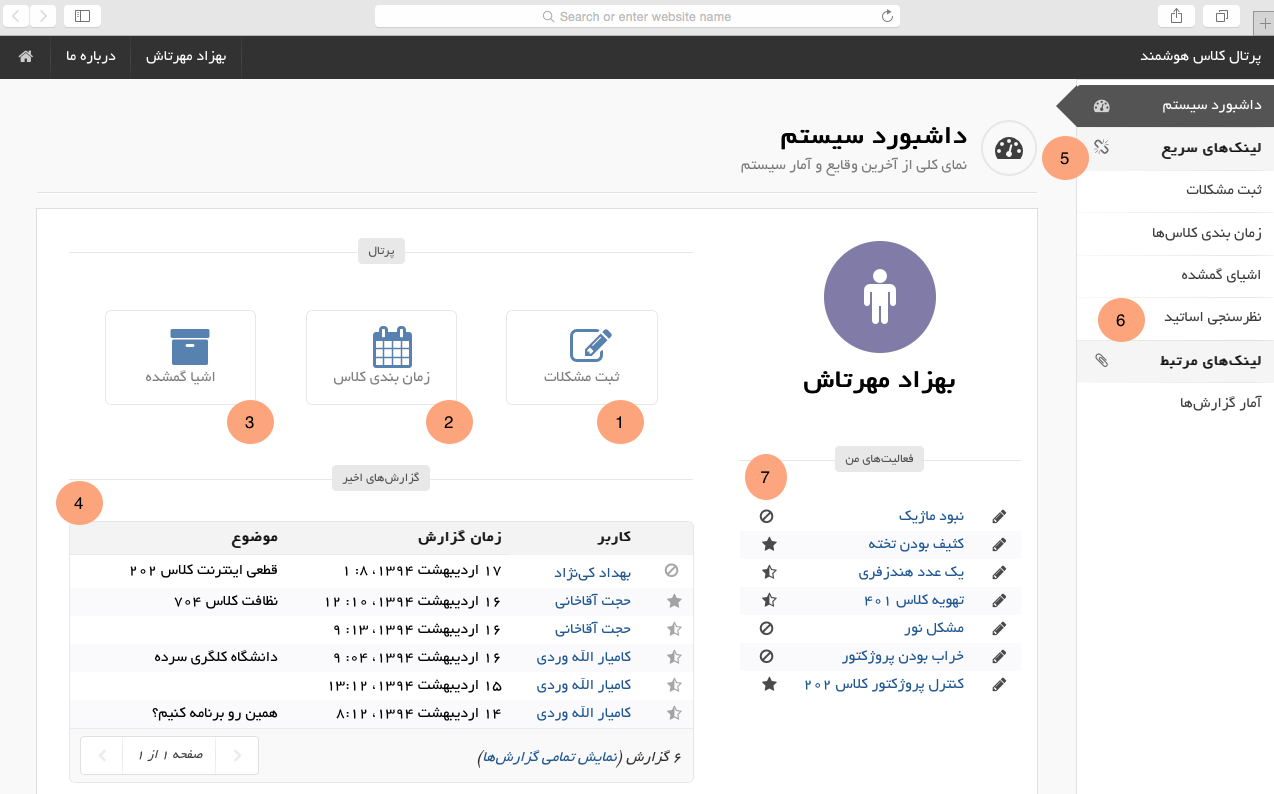 Search or enter website name
پرتال کلاس هوشمند
بهزاد مهرتاش
درباره ما
داشبورد سیستم
لینک‌های سریع
ثبت مشکلات
زمان بندی کلاس‌ها
اشیای گمشده
نظرسنجی اساتید
لینک‌های مرتبط
آمار گزارش‌ها
5
6
داشبورد سیستم
نمای کلی از آخرین وقایع و آمار سیستم
بهزاد مهرتاش
فعالیت‌های من
7
نبود ماژیک
کثیف بودن تخته
یک عدد هندزفری
تهویه کلاس ۴۰۱
مشکل نور
خراب بودن پروژکتور
کنترل پروژکتور کلاس ۲۰۲
پرتال
ثبت مشکلات
زمان بندی کلاس
اشیا گمشده
1
2
3
گزارش‌های اخیر
4
کاربر زمان گزارش موضوع
بهداد کی‌نژاد ۱۷ اردیبهشت ۱۳۹۴، ۸: ۱ قطعی اینترنت کلاس ۲۰۲
حجت آقاخانی ۱۶ اردیبهشت ۱۳۹۴، ۱۰: ۱۲ نظافت کلاس ۷۰۴
حجت آقاخانی ۱۶ اردیبهشت ۱۳۹۴، ۱۳: ۹
کامیار الله وردی ۱۶ اردیبهشت ۱۳۹۴، ۰۴: ۹ دانشگاه کلگری سرده
کامیار الله وردی ۱۵ اردیبهشت ۱۳۹۴، ۱۳:۱۲
کامیار الله وردی ۱۴ اردیبهشت ۱۳۹۴، ۸:۱۲ همین رو برنامه کنیم؟
۶ گزارش (نمایش تمامی گزارش‌ها)
صفحه ۱ از ۱